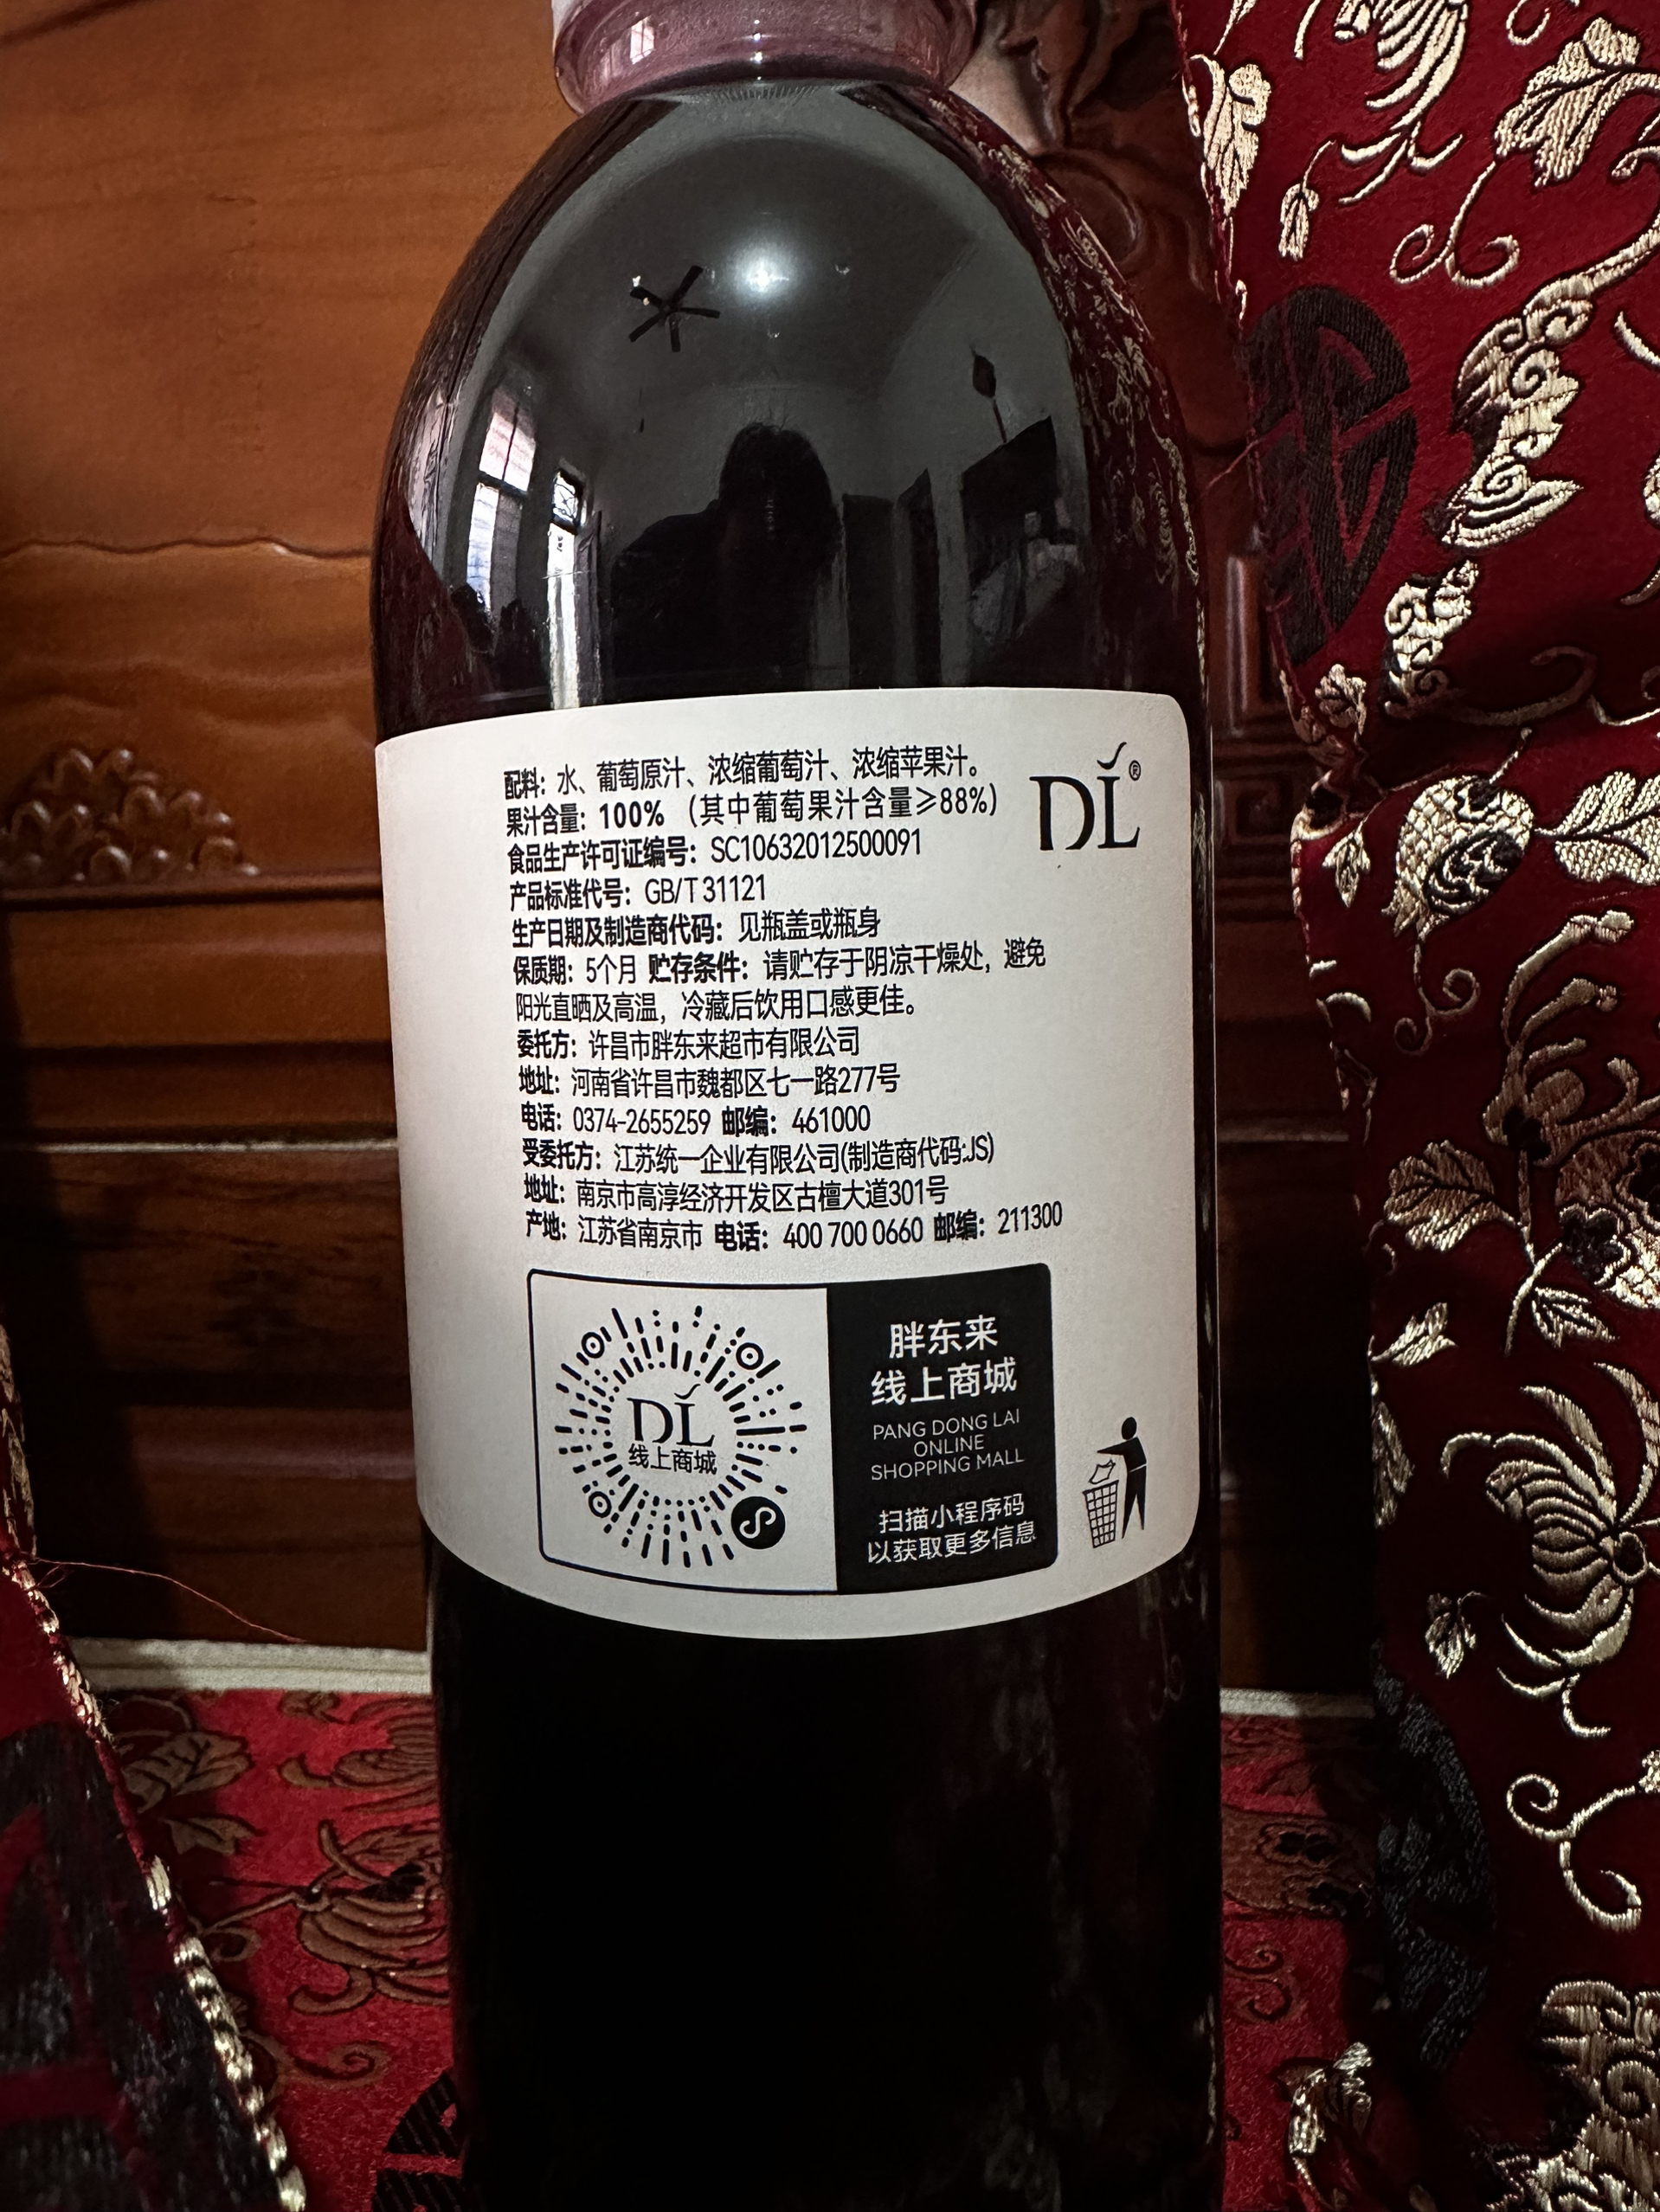 配料：水、葡萄原汁、浓缩葡萄汁、浓缩苹果汁。
果汁含量：100%（其中葡萄果汁含量≥88%）
食品生产许可证编号：SC10632012500091
产品标准代号：GB/T 31121
生产日期及制造商代码：见瓶盖或瓶身
保质期：5个月 贮存条件：请贮存于阴凉干燥处，避免
阳光直晒及高温，冷藏后饮用口感更佳。
委托方：许昌市胖东来超市有限公司
地址：河南省许昌市魏都区七一路277号
电话：0374-2655259 邮编：461000
受委托方：江苏统一企业有限公司(制造商代码:JS)
地址：南京市高淳经济开发区古檀大道301号
产地：江苏省南京市 电话：400 700 0660 邮编：211300
DL®
DL
线上商城
胖东来
线上商城
PANG DONG LAI
ONLINE
SHOPPING MALL
扫描小程序码
以获取更多信息